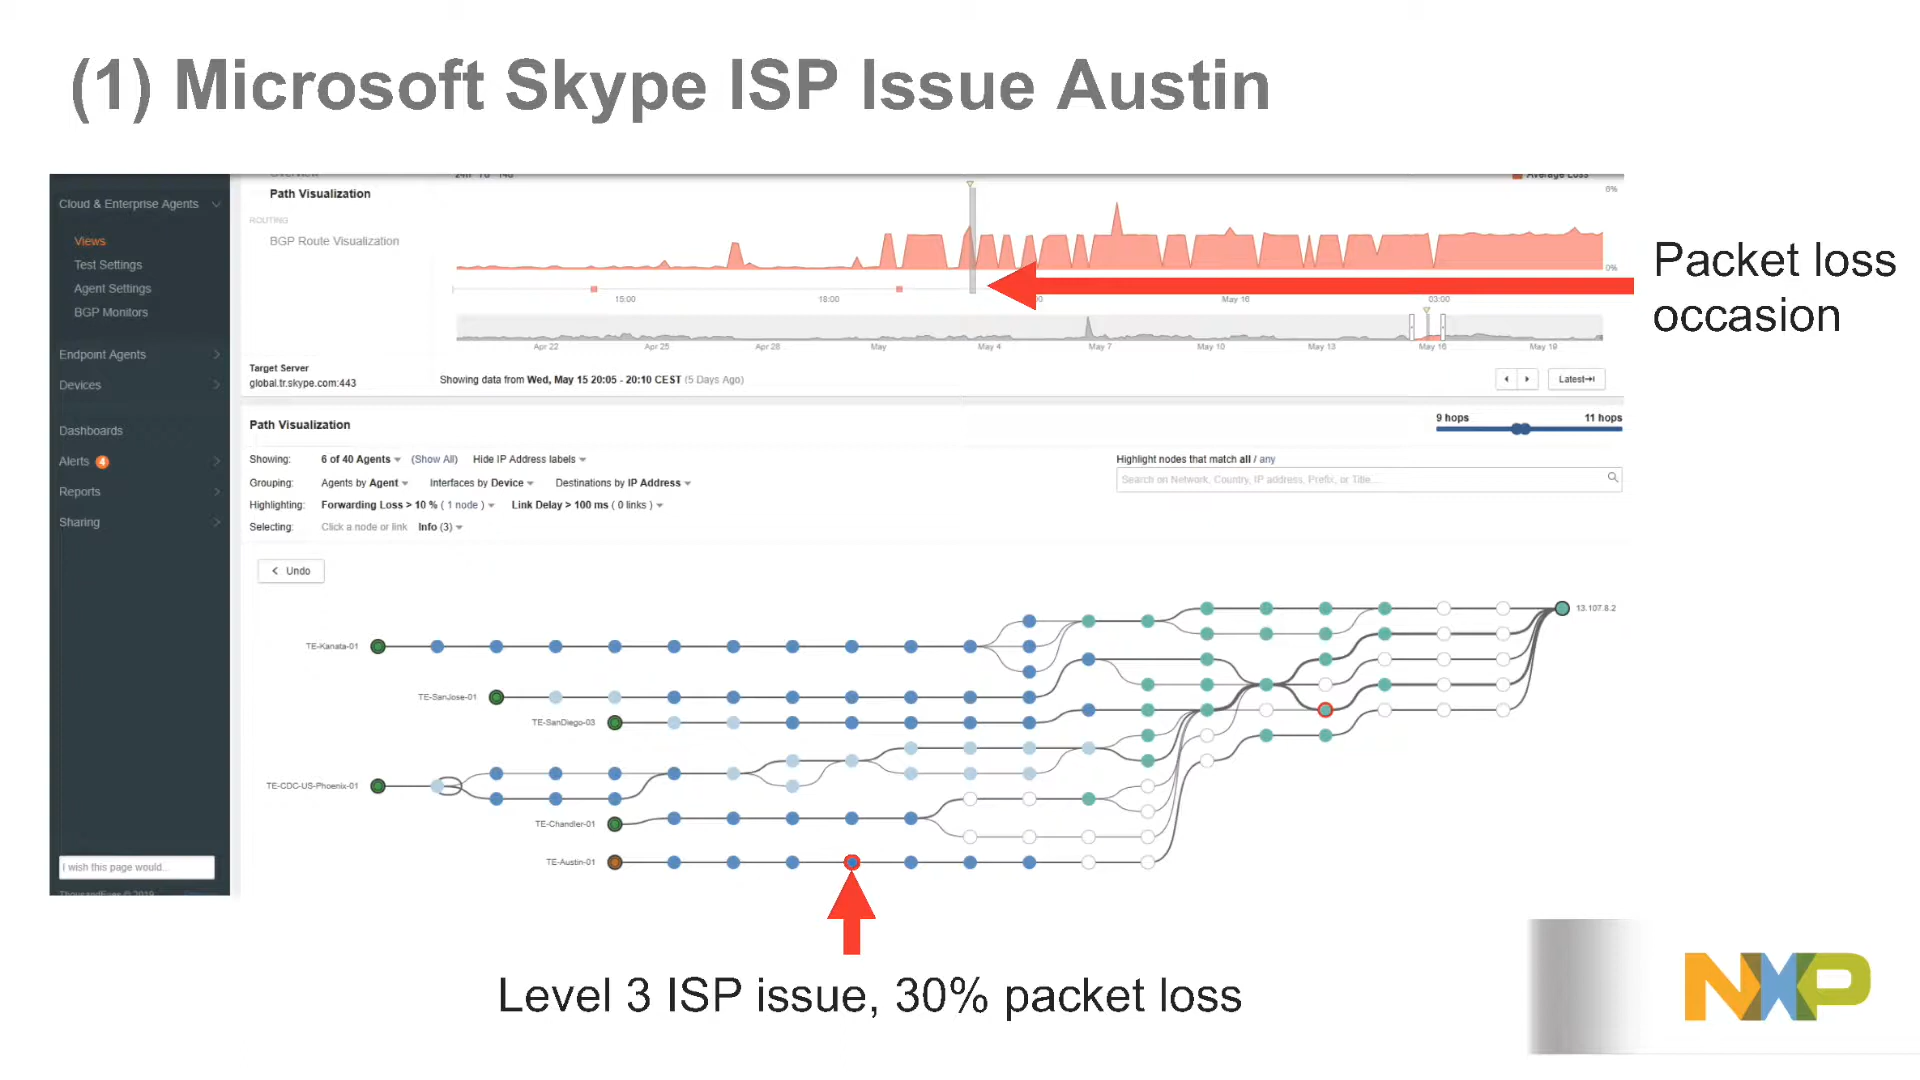 (1) Microsoft Skype ISP Issue Austin
Cloud & Enterprise Agents
Views
Test Settings
Agent Settings
BGP Monitors
Endpoint Agents
Devices
Dashboards
Alerts 4
Reports
Sharing
I wish this page would...
ThousandEyes © 2019
Overview
24h 7d 14d
Path Visualization
ROUTING
BGP Route Visualization
Average Loss
6%
0%
15:00
18:00
May 16
03:00
Apr 22
Apr 25
Apr 28
May
May 4
May 7
May 10
May 13
May 16
May 19
Packet loss
occasion
Target Server
global.tr.skype.com:443
Showing data from Wed, May 15 20:05 - 20:10 CEST (5 Days Ago)
Latest
Path Visualization
9 hops
11 hops
Showing: 6 of 40 Agents (Show All) Hide IP Address labels
Highlight nodes that match all / any
Grouping: Agents by Agent Interfaces by Device Destinations by IP Address
Search on Network, Country, IP address, Prefix, or Title....
Highlighting: Forwarding Loss > 10 % ( 1 node ) Link Delay > 100 ms ( 0 links )
Selecting: Click a node or link Info (3)
Undo
13.107.8.2
TE-Kanata-01
TE-SanJose-01
TE-SanDiego-03
TE-CDC-US-Phoenix-01
TE-Chandler-01
TE-Austin-01
Level 3 ISP issue, 30% packet loss
NXP